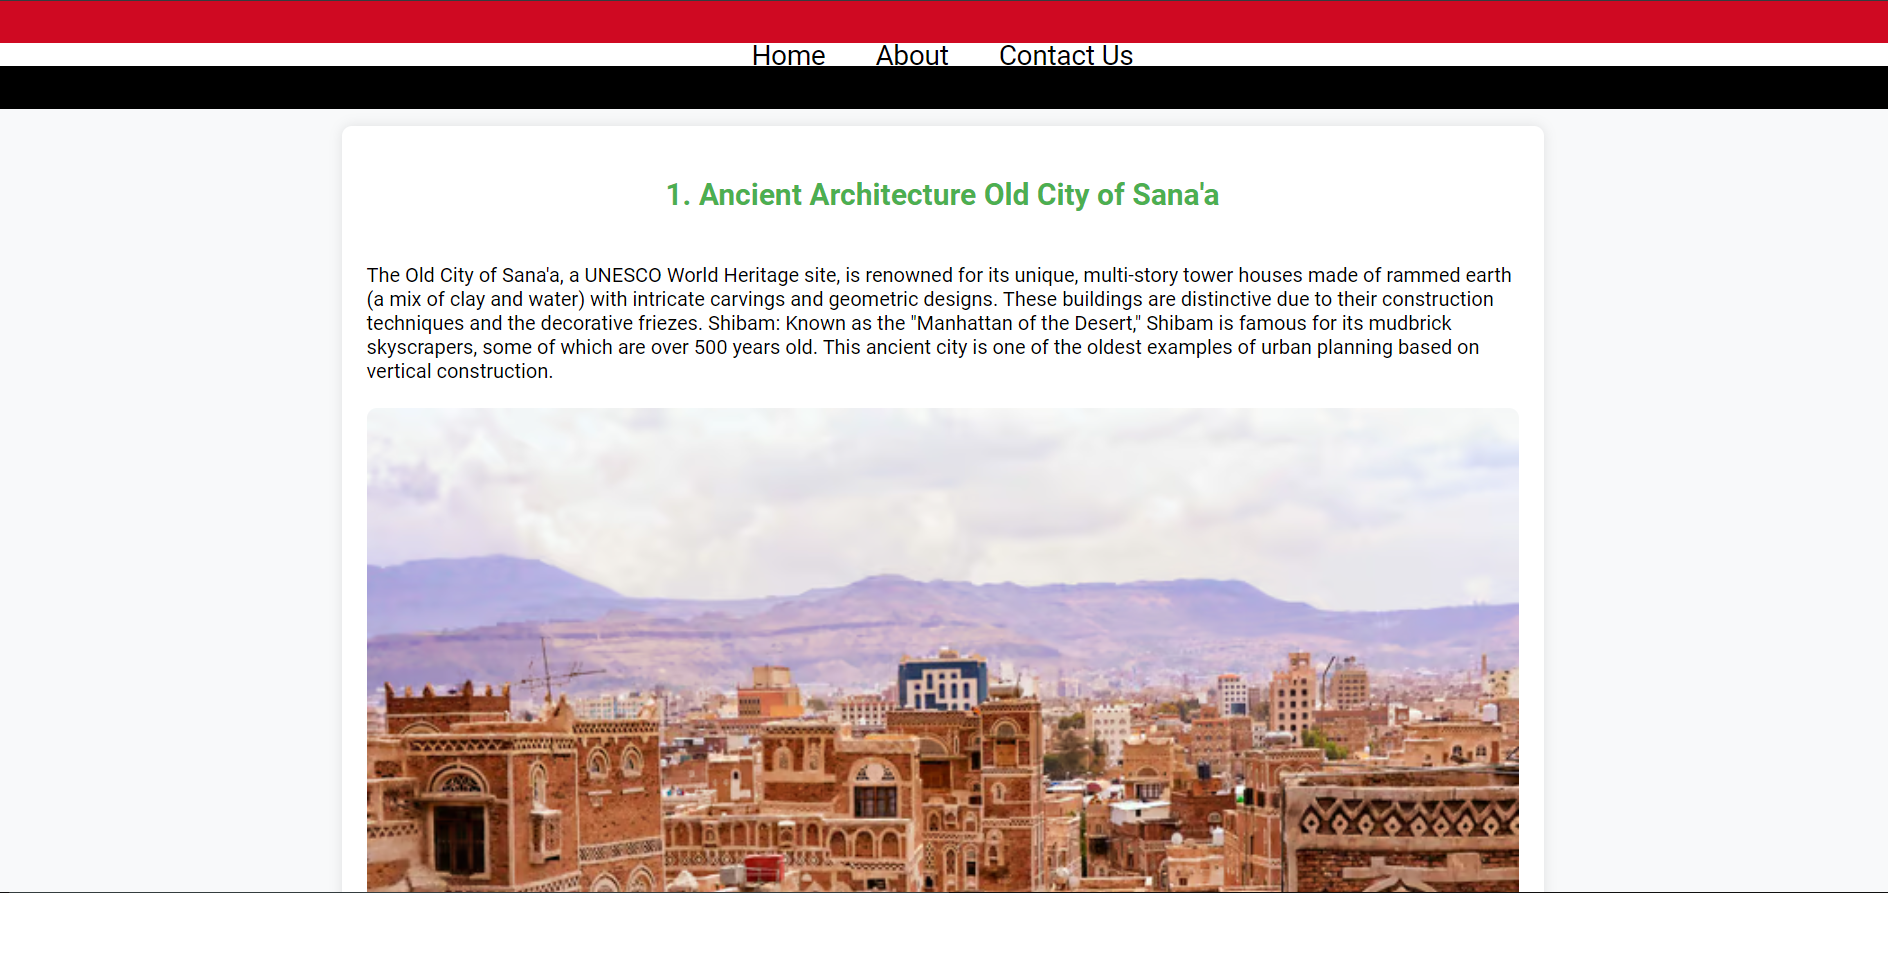 Home About Contact Us
1. Ancient Architecture Old City of Sana'a
The Old City of Sana'a, a UNESCO World Heritage site, is renowned for its unique, multi-story tower houses made of rammed earth
(a mix of clay and water) with intricate carvings and geometric designs. These buildings are distinctive due to their construction
techniques and the decorative friezes. Shibam: Known as the "Manhattan of the Desert," Shibam is famous for its mudbrick
skyscrapers, some of which are over 500 years old. This ancient city is one of the oldest examples of urban planning based on
vertical construction.